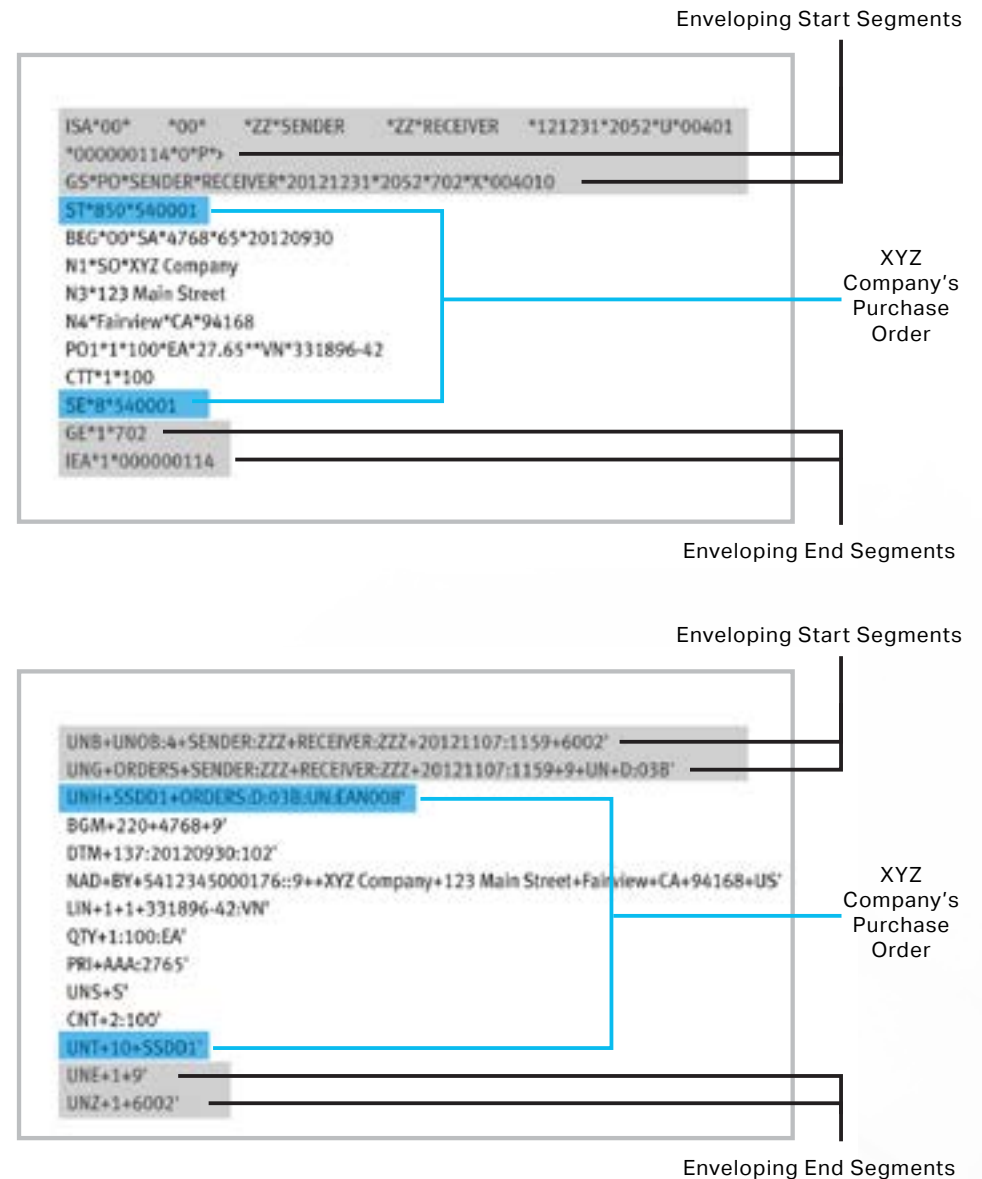 Enveloping Start Segments
ISA*00* *00* *ZZ*SENDER *ZZ*RECEIVER *121231*2052*U*00401
*000000114*0*P*>
GS*PO*SENDER*RECEIVER*20121231*2052*702*X*004010
ST*850*540001
BEG*00*SA*4768*65*20120930
N1*SO*XYZ Company
N3*123 Main Street
N4*Fairview*CA*94168
PO1*1*100*EA*27.65**VN*331896-42
CTT*1*100
SE*8*540001
GE*1*702
IEA*1*000000114
XYZ
Company's
Purchase
Order
Enveloping End Segments
Enveloping Start Segments
UNB+UNOB:4+SENDER:ZZZ+RECEIVER:ZZZ+20121107:1159+6002'
UNG+ORDERS+SENDER:ZZZ+RECEIVER:ZZZ+20121107:1159+9+UN+D:03B'
UNH+SSDD1+ORDERS:D:03B:UN:EAN008'
BGM+220+4768+9'
DTM+137:20120930:102'
NAD+BY+5412345000176::9++XYZ Company+123 Main Street+Fairview+CA+94168+US'
LIN+1+1+331896-42:VN'
QTY+1:100:EA'
PRI+AAA:2765'
UNS+S'
CNT+2:100'
UNT+10+SSDD1'
UNE+1+9'
UNZ+1+6002'
XYZ
Company's
Purchase
Order
Enveloping End Segments